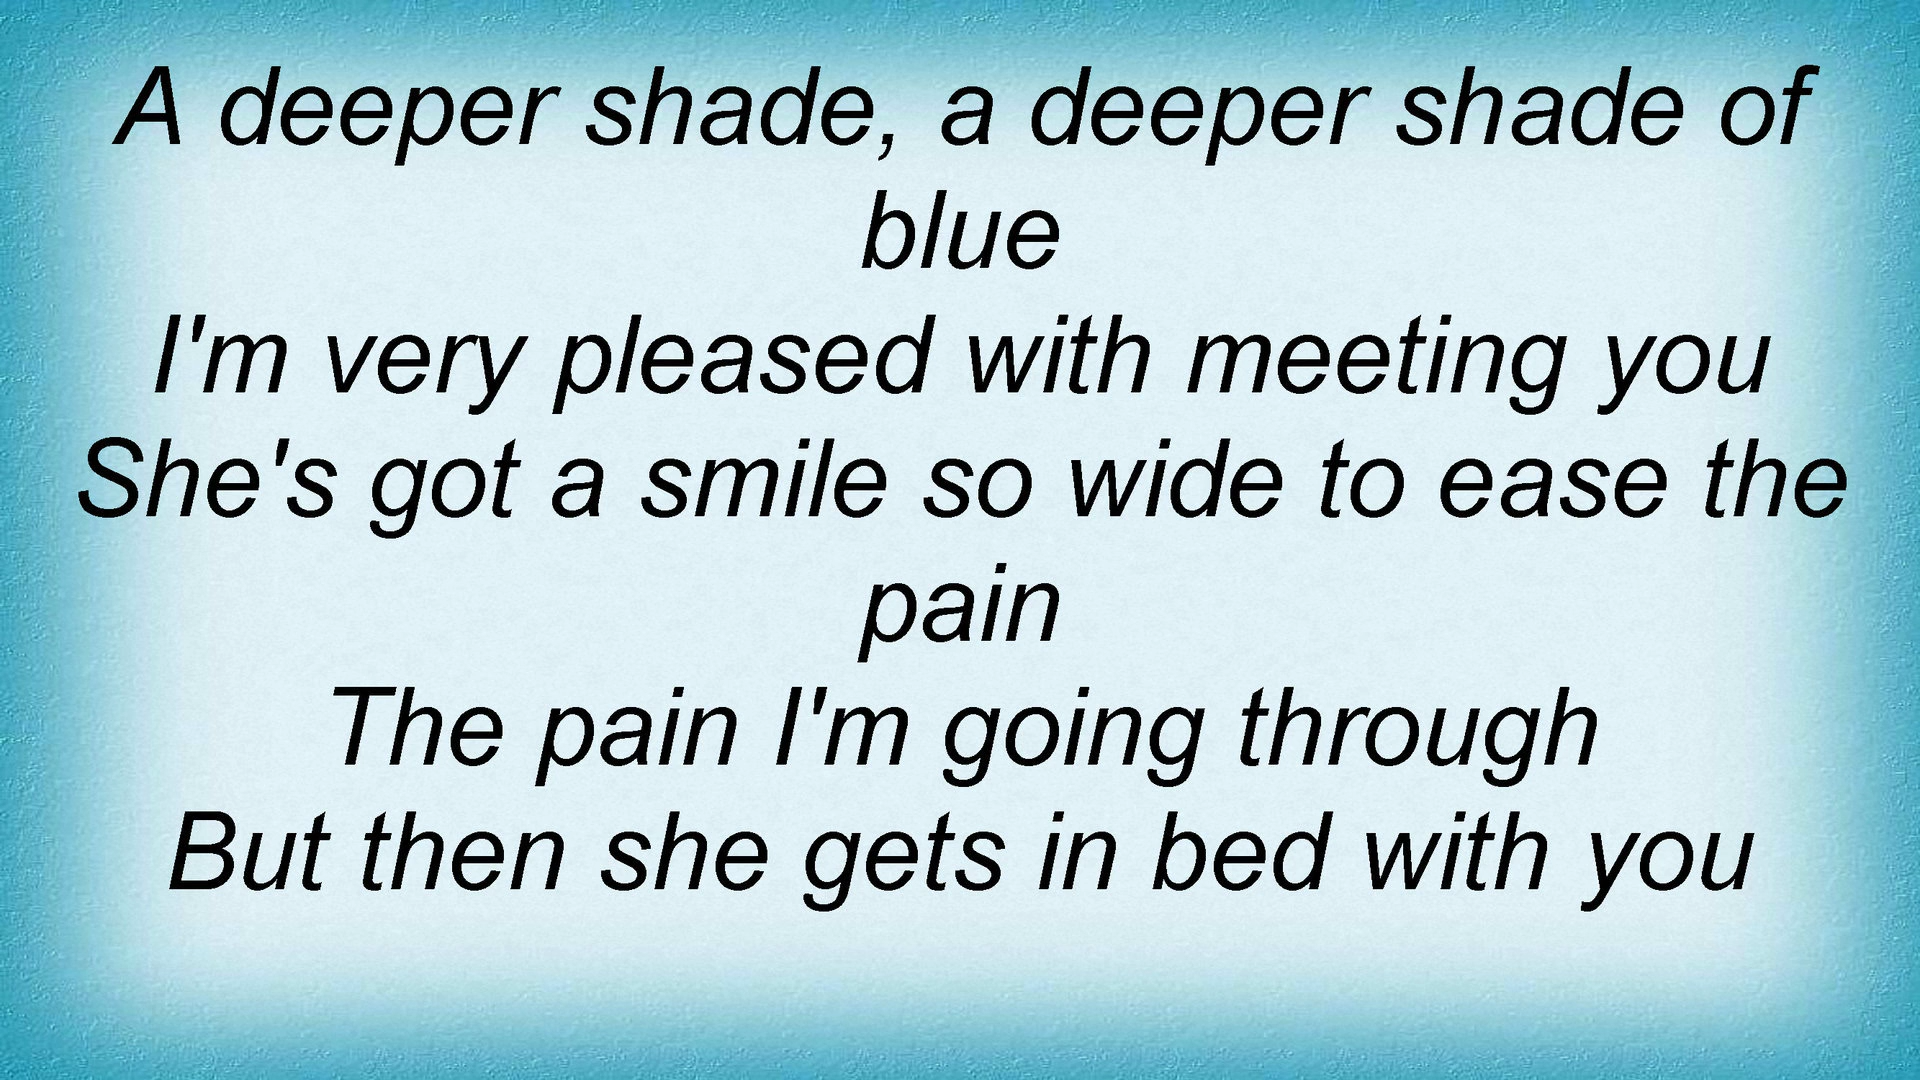 A deeper shade, a deeper shade of
blue
I'm very pleased with meeting you
She's got a smile so wide to ease the
pain
The pain I'm going through
But then she gets in bed with you